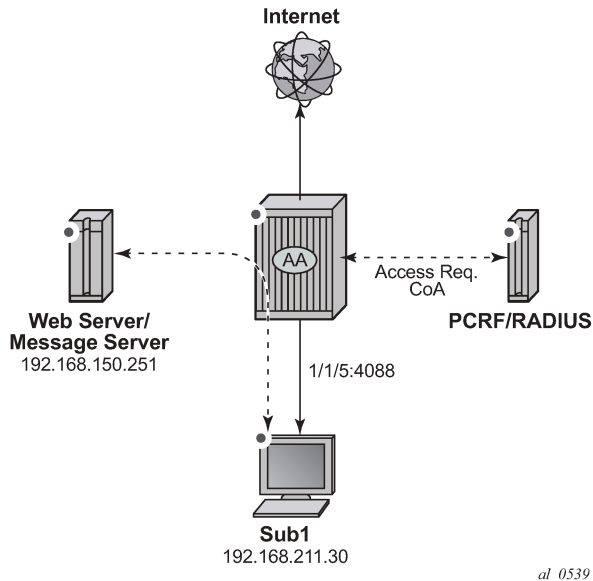 Internet
AA
Access Req.
CoA
Web Server/
Message Server
192.168.150.251
PCRF/RADIUS
1/1/5:4088
Sub1
192.168.211.30
al_0539